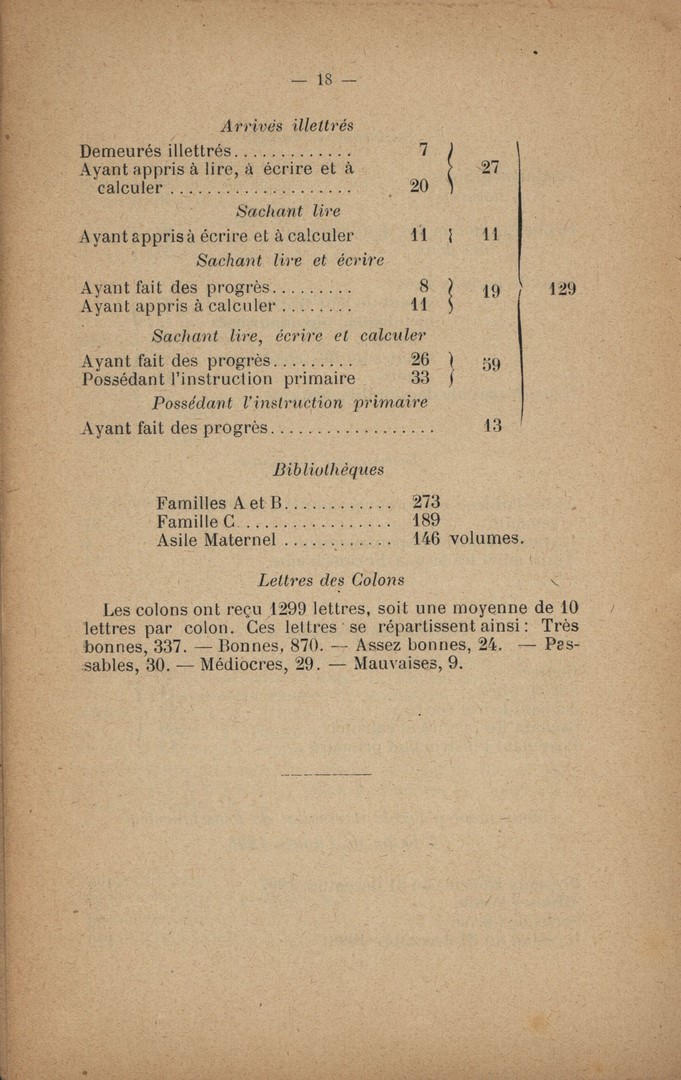 — 18 —
Arrivés illettrés
Demeurés illettrés............. 7
Ayant appris à lire, à écrire et à 27
calculer .................... 20
Sachant lire
Ayant appris à écrire et à calculer 11 11
Sachant lire et écrire
Ayant fait des progrès......... 8 19 129
Ayant appris à calculer ........ 11
Sachant lire, écrire et calculer
Ayant fait des progrès......... 26 59
Possédant l'instruction primaire 33
Possédant l'instruction primaire
Ayant fait des progrès.................. 13
Bibliothèques
Familles A et B............ 273
Famille C ................ 189
Asile Maternel ............ 146 volumes.
Lettres des Colons
Les colons ont reçu 1299 lettres, soit une moyenne de 10
lettres par colon. Ces lettres se répartissent ainsi : Très
bonnes, 337. — Bonnes, 870. — Assez bonnes, 24. — Pas-
sables, 30. — Médiocres, 29. — Mauvaises, 9.